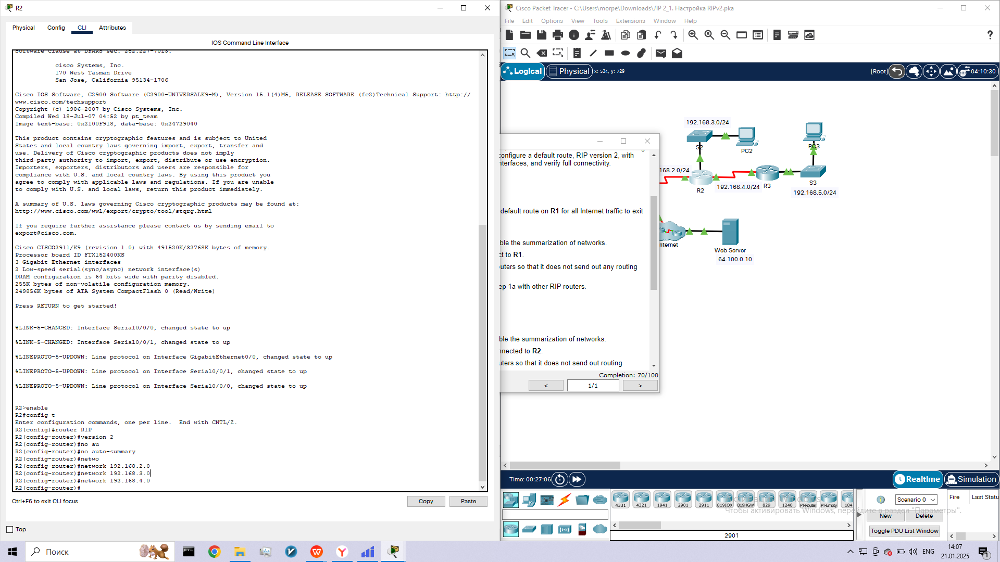 R2
Physical Config CLI Attributes
IOS Command Line Interface
Software clause at DFARS sec. 252.227-7013.
cisco Systems, Inc.
170 West Tasman Drive
San Jose, California 95134-1706
Cisco IOS Software, C2900 Software (C2900-UNIVERSALK9-M), Version 15.1(4)M5, RELEASE SOFTWARE (fc2)Technical Support: http://
www.cisco.com/techsupport
Copyright (c) 1986-2007 by Cisco Systems, Inc.
Compiled Wed 18-Jul-07 04:52 by pt_team
Image text-base: 0x2100F918, data-base: 0x24729040
This product contains cryptographic features and is subject to United
States and local country laws governing import, export, transfer and
use. Delivery of Cisco cryptographic products does not imply
third-party authority to import, export, distribute or use encryption.
Importers, exporters, distributors and users are responsible for
compliance with U.S. and local country laws. By using this product you
agree to comply with applicable laws and regulations. If you are unable
to comply with U.S. and local laws, return this product immediately.
A summary of U.S. laws governing Cisco cryptographic products may be found at:
http://www.cisco.com/wwl/export/crypto/tool/stqrg.html
If you require further assistance please contact us by sending email to
export@cisco.com.
Cisco CISCO2911/K9 (revision 1.0) with 491520K/32768K bytes of memory.
Processor board ID FTX152400KS
3 Gigabit Ethernet interfaces
2 Low-speed serial(sync/async) network interface(s)
DRAM configuration is 64 bits wide with parity disabled.
255K bytes of non-volatile configuration memory.
249856K bytes of ATA System CompactFlash 0 (Read/Write)
Press RETURN to get started!
%LINK-5-CHANGED: Interface Serial0/0/0, changed state to up
%LINK-5-CHANGED: Interface Serial0/0/1, changed state to up
%LINEPROTO-5-UPDOWN: Line protocol on Interface GigabitEthernet0/0, changed state to up
%LINEPROTO-5-UPDOWN: Line protocol on Interface Serial0/0/1, changed state to up
%LINEPROTO-5-UPDOWN: Line protocol on Interface Serial0/0/0, changed state to up
R2>enable
R2#config t
Enter configuration commands, one per line.  End with CNTL/Z.
R2(config)#router RIP
R2(config-router)#version 2
R2(config-router)#no au
R2(config-router)#no auto-summary
R2(config-router)#netwo
R2(config-router)#network 192.168.2.0
R2(config-router)#network 192.168.3.0
R2(config-router)#network 192.168.4.0
R2(config-router)#
Ctrl+F6 to exit CLI focus
Copy Paste
Top
Cisco Packet Tracer - C:\Users\morpe\Downloads\ЛР 2_1. Настройка RIPv2.pka
File Edit Options View Tools Extensions Window Help
?
Logical Physical x: 534, y: 729
[Root] 04:10:30
192.168.3.0/24
S2
PC2
PC3
168.2.0/24
R2
192.168.4.0/24
R3
S3
192.168.5.0/24
nternet
Web Server
64.100.0.10
configure a default route, RIP version 2, with
nterfaces, and verify full connectivity.
default route on R1 for all Internet traffic to exit
ble the summarization of networks.
ct to R1.
uters so that it does not send out any routing
ep 1a with other RIP routers.
ble the summarization of networks.
nnected to R2.
uters so that it does not send out routing
Completion: 70/100
< 1/1 >
Time: 00:27:06
Realtime Simulation
4331 4321 1941 2901 2911 819IOX 819HGW 829 1240 PT-Router PT-Empty 184
2901
Scenario 0
New Delete
Toggle PDU List Window
Fire Last Statu
Чтобы активировать Windows, перейдите в раздел "Параметры".
Поиск
ENG
14:07
21.01.2025
1